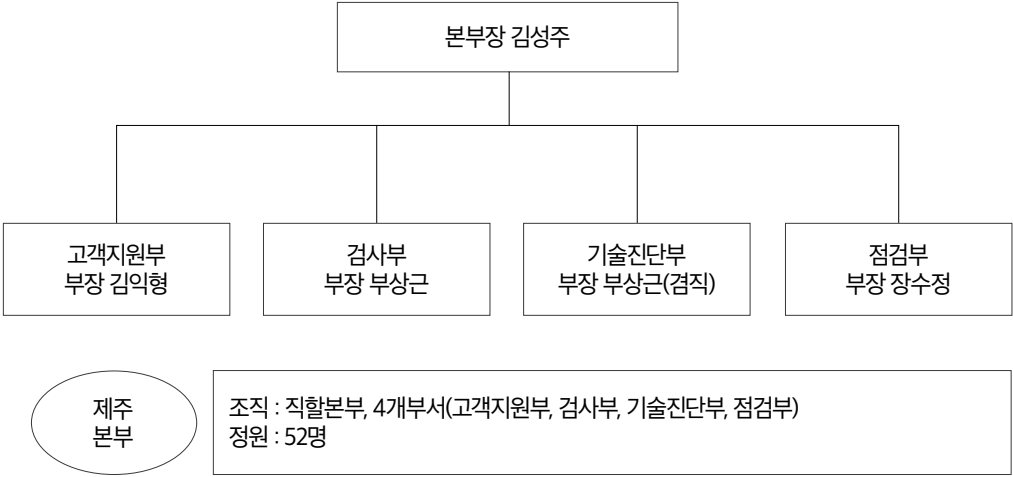 본부장 김성주
고객지원부
부장 김익형
검사부
부장 부상근
기술진단부
부장 부상근(겸직)
점검부
부장 장수정
제주
본부
조직 : 직할본부, 4개부서(고객지원부, 검사부, 기술진단부, 점검부)
정원 : 52명